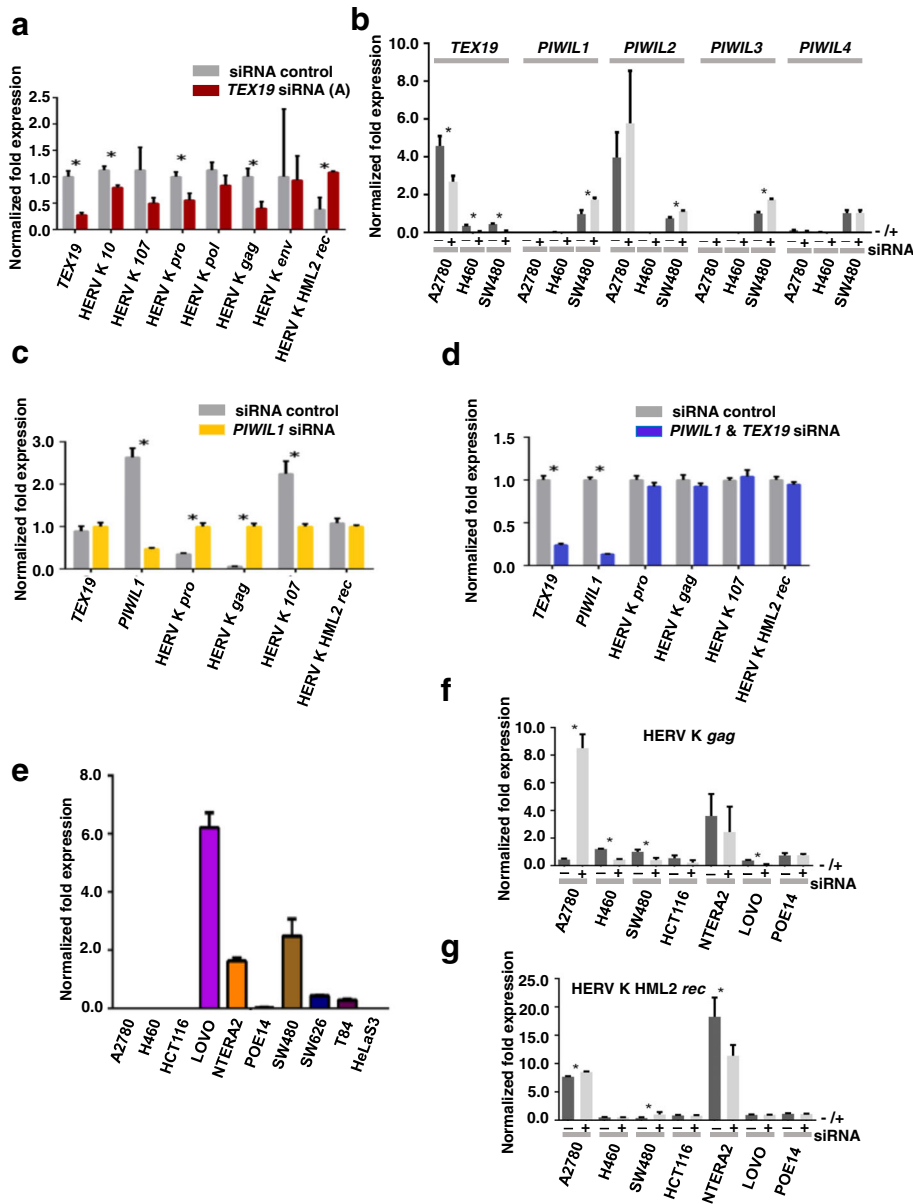 a
siRNA control
TEX19 siRNA (A)
Normalized fold expression
2.5
2.0
1.5
1.0
0.5
0.0
* * * * *
TEX19
HERV K 10
HERV K 107
HERV K pro
HERV K pol
HERV K gag
HERV K env
HERV K HML2 rec
b
TEX19 PIWIL1 PIWIL2 PIWIL3 PIWIL4
Normalized fold expression
10.0
8.0
6.0
4.0
2.0
0.0
* * * * * *
− + − + − + − + − + − + − + − + − + − + − + − + − + − + − + - /+
siRNA
A2780 H460 SW480 A2780 H460 SW480 A2780 H460 SW480 A2780 H460 SW480 A2780 H460 SW480
c
siRNA control
PIWIL1 siRNA
Normalized fold expression
3.0
2.0
1.0
0.0
* * * *
TEX19
PIWIL1
HERV K pro
HERV K gag
HERV K 107
HERV K HML2 rec
d
siRNA control
PIWIL1 & TEX19 siRNA
Normalized fold expression
1.5
1.0
0.5
0.0
* *
TEX19
PIWIL1
HERV K pro
HERV K gag
HERV K 107
HERV K HML2 rec
e
Normalized fold expression
8.0
6.0
4.0
2.0
0.0
A2780
H460
HCT116
LOVO
NTERA2
POE14
SW480
SW626
T84
HeLaS3
f
HERV K gag
Normalized fold expression
10.0
8.0
6.0
4.0
2.0
0.0
* * * *
− + − + − + − + − + − + − + - /+
siRNA
A2780
H460
SW480
HCT116
NTERA2
LOVO
POE14
g
HERV K HML2 rec
Normalized fold expression
25.0
20.0
15.0
10.0
5.0
0.0
* * *
− + − + − + − + − + − + − + - /+
siRNA
A2780
H460
SW480
HCT116
NTERA2
LOVO
POE14